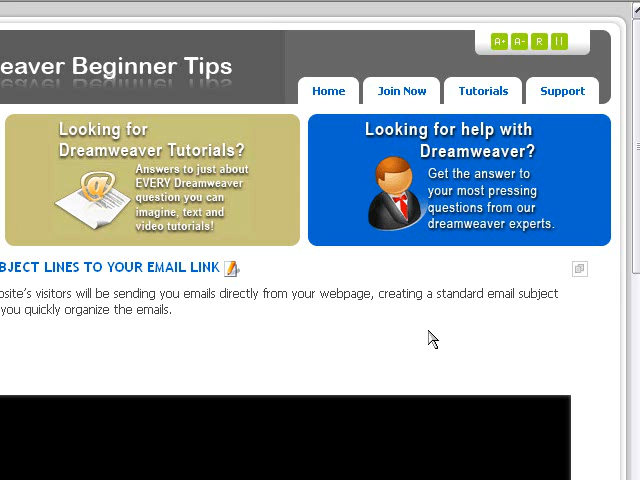 A+ A- R
eaver Beginner Tips
Home Join Now Tutorials Support
Looking for
Dreamweaver Tutorials?
Answers to just about
EVERY Dreamweaver
question you can
imagine, text and
video tutorials!
Looking for help with
Dreamweaver?
Get the answer to
your most pressing
questions from our
dreamweaver experts.
BJECT LINES TO YOUR EMAIL LINK
bsite's visitors will be sending you emails directly from your webpage, creating a standard email subject
you quickly organize the emails.